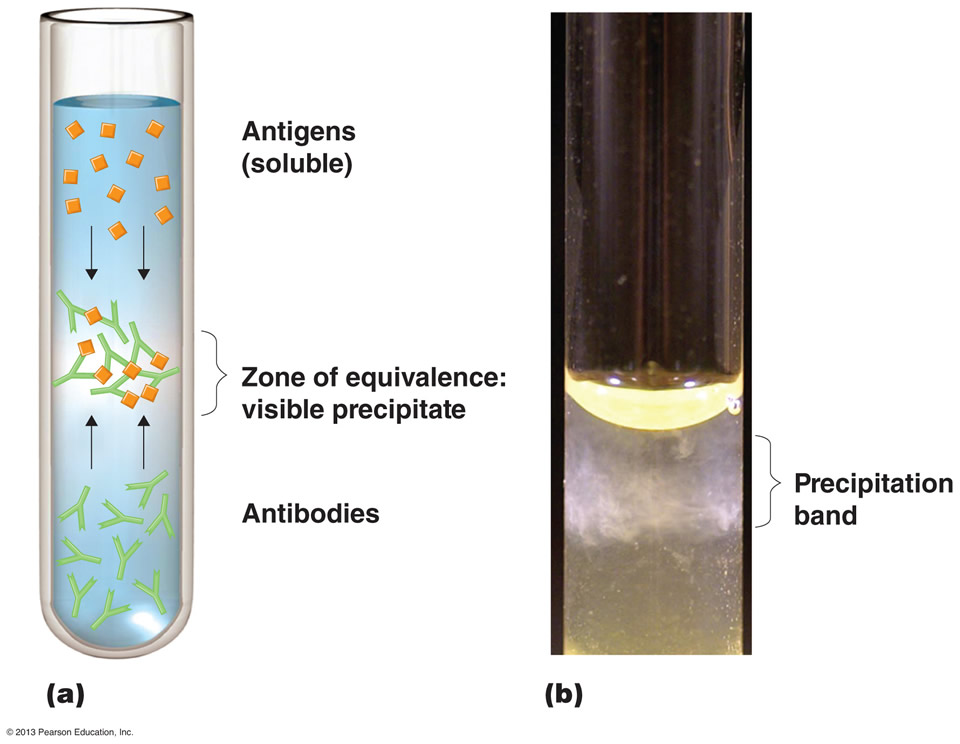 Antigens
(soluble)
Zone of equivalence:
visible precipitate
Antibodies
Precipitation
band
(a)
(b)
© 2013 Pearson Education, Inc.